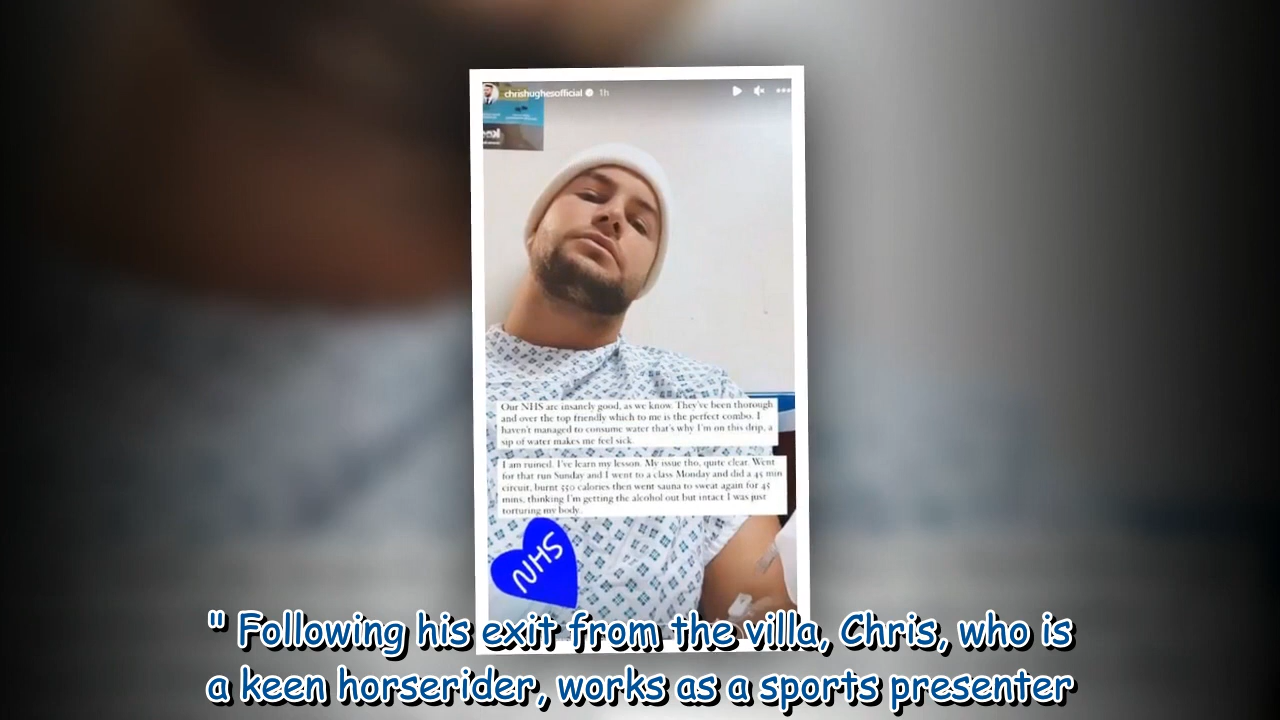 chrishughesofficial 1h
Our NHS are insanely good, as we know. They've been thorough
and over the top friendly which to me is the perfect combo. I
haven't managed to consume water that's why I'm on this drip, a
sip of water makes me feel sick.
I am ruined. I've learn my lesson. My issue tho, quite clear. Went
for that run Sunday and I went to a class Monday and did a 45 min
circuit, burnt 550 calories then went sauna to sweat again for 45
mins, thinking I'm getting the alcohol out but intact I was just
torturing my body.
NHS
" Following his exit from the villa, Chris, who is
a keen horserider, works as a sports presenter